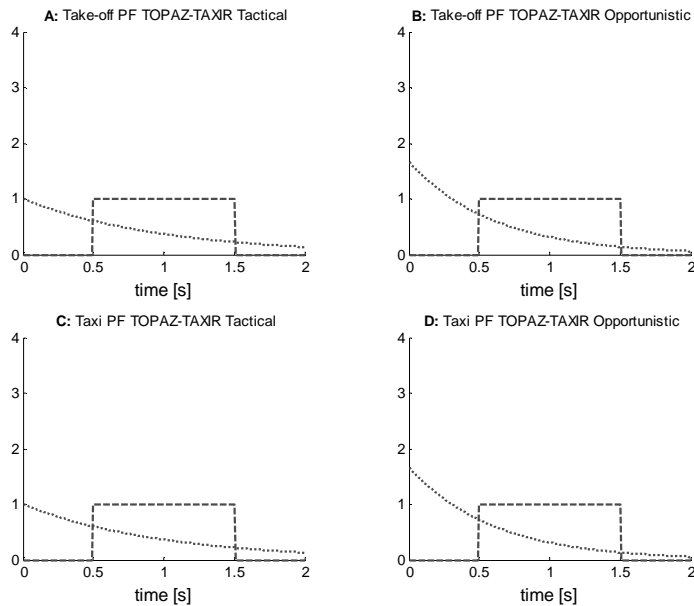 A: Take-off PF TOPAZ-TAXIR Tactical
4
3
2
1
0
0 0.5 1 1.5 2
time [s]
B: Take-off PF TOPAZ-TAXIR Opportunistic
4
3
2
1
0
0 0.5 1 1.5 2
time [s]
C: Taxi PF TOPAZ-TAXIR Tactical
4
3
2
1
0
0 0.5 1 1.5 2
time [s]
D: Taxi PF TOPAZ-TAXIR Opportunistic
4
3
2
1
0
0 0.5 1 1.5 2
time [s]